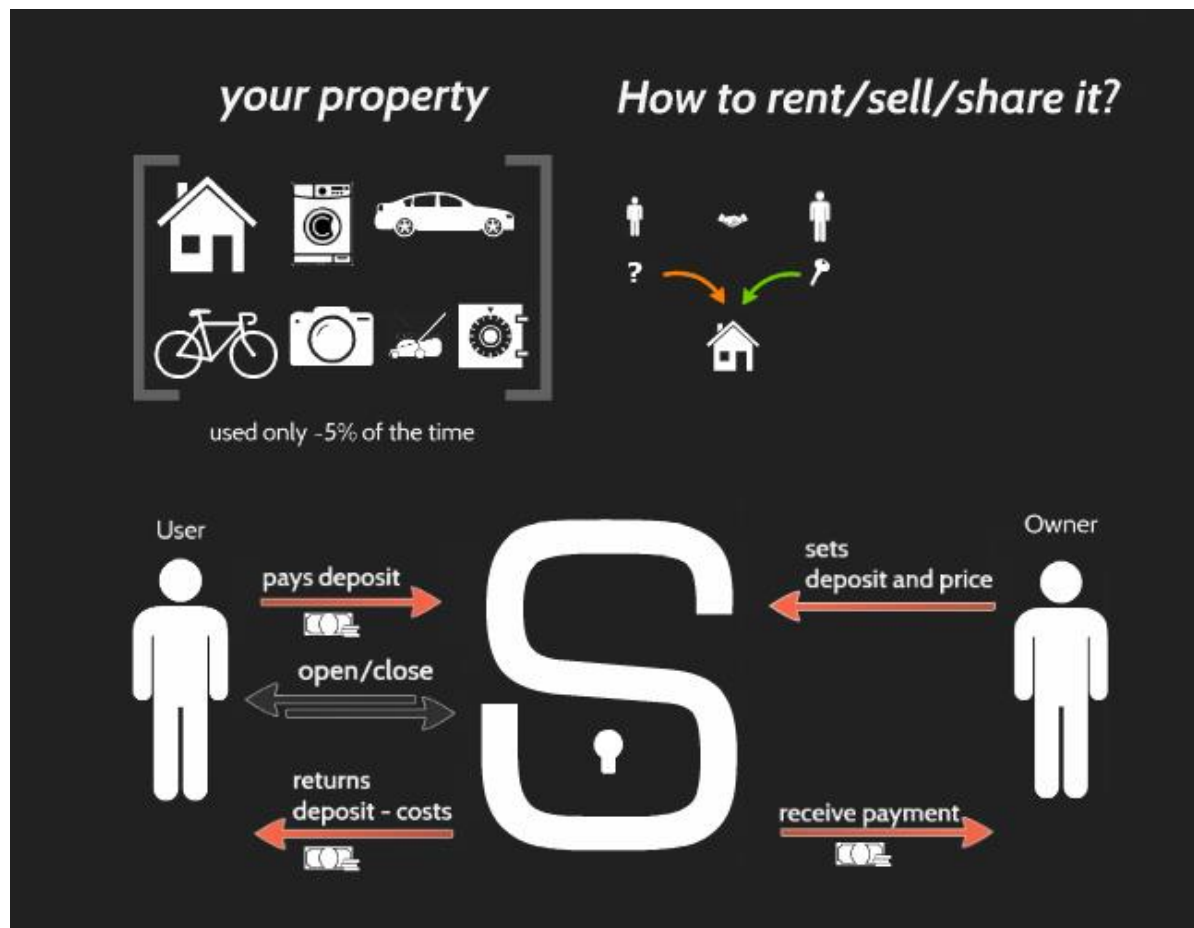 your property
How to rent/sell/share it?
?
used only ~5% of the time
User
Owner
pays deposit
sets
deposit and price
open/close
S
returns
deposit - costs
receive payment